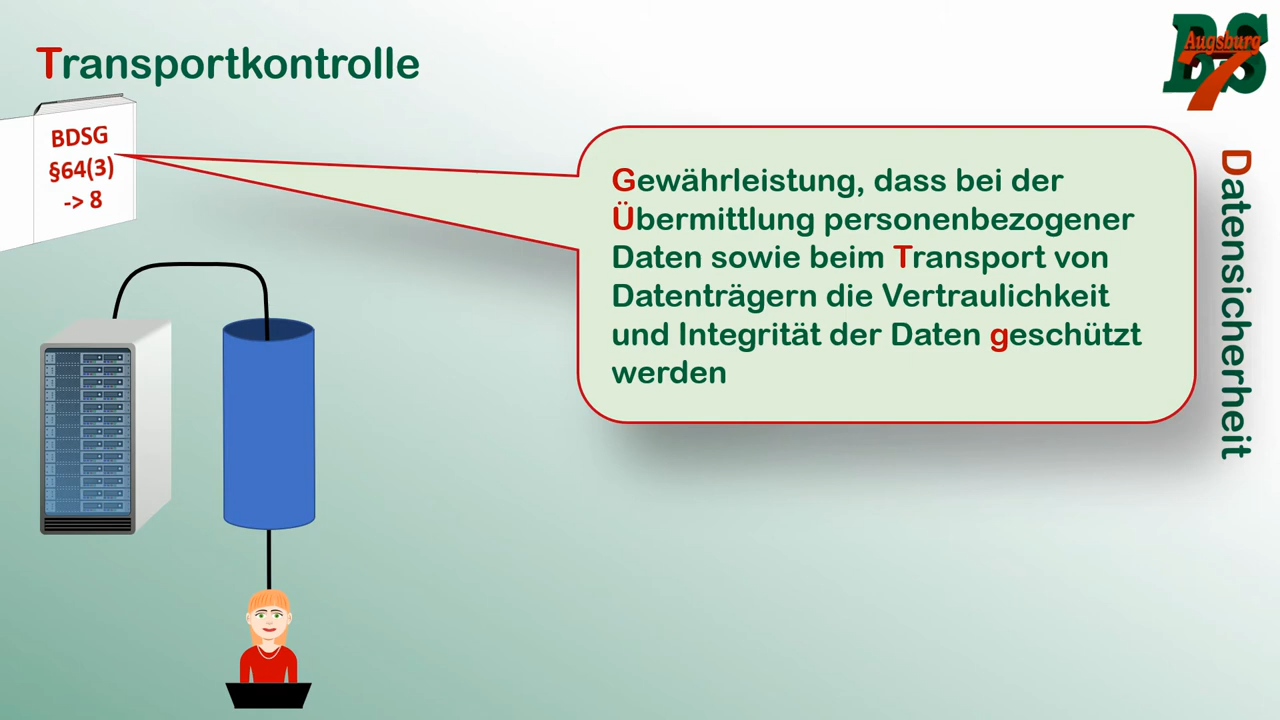 Transportkontrolle
BDSG
§64(3)
-> 8
Gewährleistung, dass bei der
Übermittlung personenbezogener
Daten sowie beim Transport von
Datenträgern die Vertraulichkeit
und Integrität der Daten geschützt
werden
BS
Augsburg
7
Datensicherheit